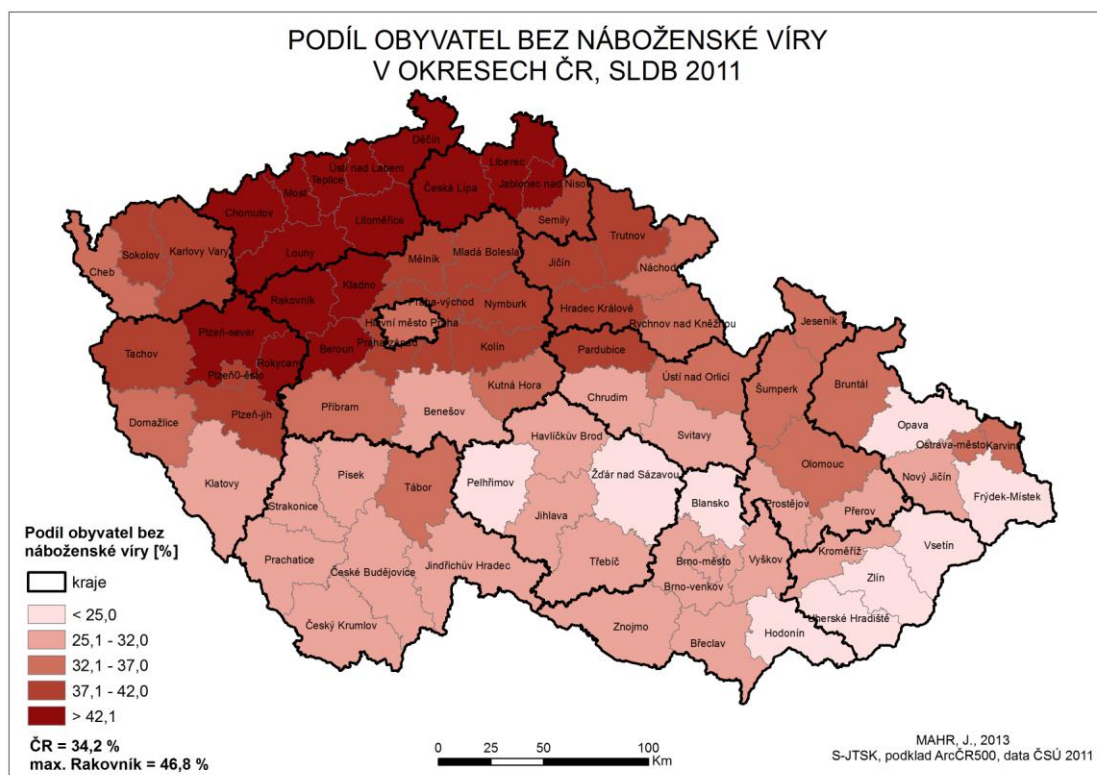 PODÍL OBYVATEL BEZ NÁBOŽENSKÉ VÍRY
V OKRESECH ČR, SLDB 2011
Děčín
Ústí nad Labem
Teplice
Most
Liberec
Jablonec nad Nisou
Česká Lípa
Chomutov
Litoměřice
Semily
Trutnov
Louny
Karlovy Vary
Sokolov
Cheb
Mělník
Mladá Bolesla
Jičín
Náchod
Rakovník
Kladno
Praha-východ
Nymburk
Hradec Králové
Hlavní město Praha
Rychnov nad Kněžnou
Jeseník
Plzeň-sever
Tachov
Rokycany
Beroun
Praha-západ
Kolín
Pardubice
Plzeň0-ěsto
Kutná Hora
Ústí nad Orlicí
Šumperk
Bruntál
Příbram
Benešov
Chrudim
Plzeň-jih
Domažlice
Opava
Havlíčkův Brod
Svitavy
Ostrava-město
Karviná
Olomouc
Klatovy
Písek
Tábor
Pelhřimov
Žďár nad Sázavou
Nový Jičín
Frýdek-Místek
Strakonice
Blansko
Prostějov
Přerov
Jihlava
Vsetín
Kroměříž
Prachatice
České Budějovice
Jindřichův Hradec
Třebíč
Brno-město
Vyškov
Zlín
Brno-venkov
Uherské Hradiště
Český Krumlov
Znojmo
Břeclav
Hodonín
Podíl obyvatel bez
náboženské víry [%]
kraje
< 25,0
25,1 - 32,0
32,1 - 37,0
37,1 - 42,0
> 42,1
ČR = 34,2 %
max. Rakovník = 46,8 %
0 25 50 100
Km
MAHR, J., 2013
S-JTSK, podklad ArcČR500, data ČSÚ 2011